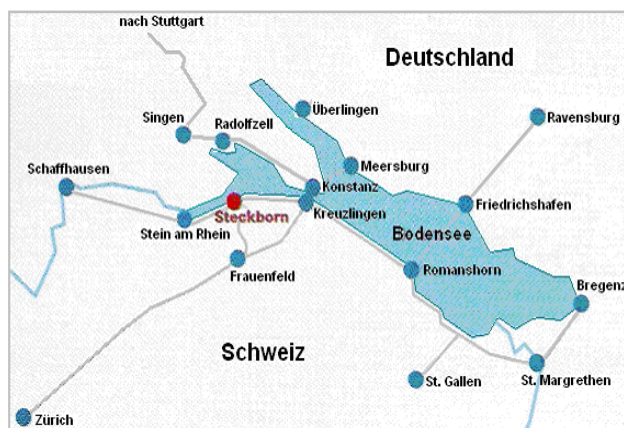 nach Stuttgart
Deutschland
Überlingen
Ravensburg
Singen
Radolfzell
Meersburg
Schaffhausen
Konstanz
Friedrichshafen
Steckborn
Kreuzlingen
Stein am Rhein
Bodensee
Frauenfeld
Romanshorn
Bregenz
Schweiz
St. Gallen
St. Margrethen
Zürich